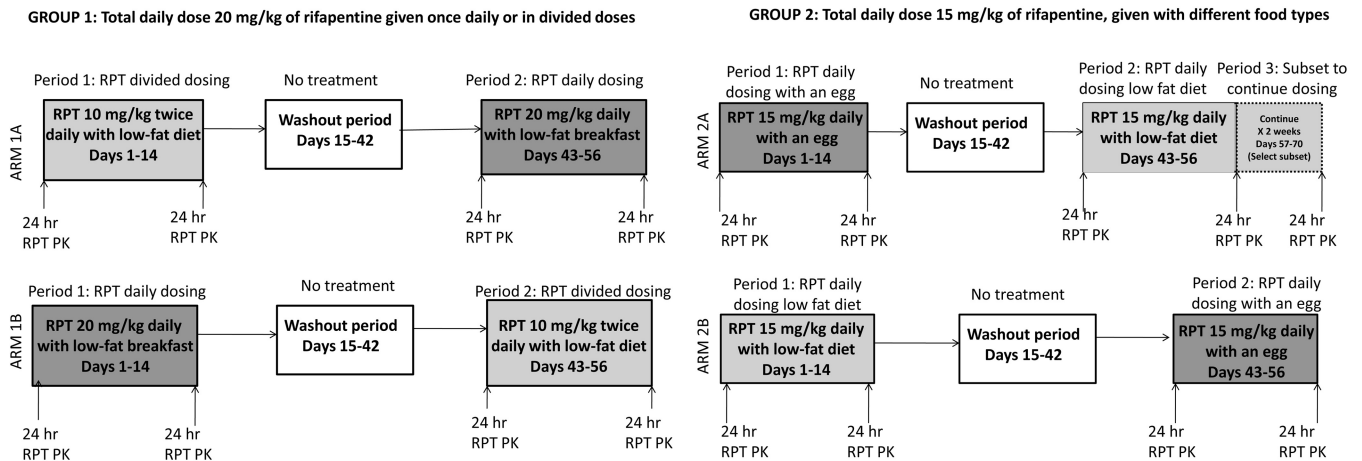 GROUP 1: Total daily dose 20 mg/kg of rifapentine given once daily or in divided doses
ARM 1A
Period 1: RPT divided dosing
RPT 10 mg/kg twice
daily with low-fat diet
Days 1-14
No treatment
Washout period
Days 15-42
Period 2: RPT daily dosing
RPT 20 mg/kg daily
with low-fat breakfast
Days 43-56
24 hr
RPT PK
24 hr
RPT PK
24 hr
RPT PK
24 hr
RPT PK
ARM 1B
Period 1: RPT daily dosing
RPT 20 mg/kg daily
with low-fat breakfast
Days 1-14
No treatment
Washout period
Days 15-42
Period 2: RPT divided dosing
RPT 10 mg/kg twice
daily with low-fat diet
Days 43-56
24 hr
RPT PK
24 hr
RPT PK
24 hr
RPT PK
24 hr
RPT PK
GROUP 2: Total daily dose 15 mg/kg of rifapentine, given with different food types
ARM 2A
Period 1: RPT daily
dosing with an egg
RPT 15 mg/kg daily
with an egg
Days 1-14
No treatment
Washout period
Days 15-42
Period 2: RPT daily
dosing low fat diet
RPT 15 mg/kg daily
with low-fat diet
Days 43-56
Period 3: Subset to
continue dosing
Continue
X 2 weeks
Days 57-70
(Select subset)
24 hr
RPT PK
24 hr
RPT PK
24 hr
RPT PK
24 hr
RPT PK
24 hr
RPT PK
ARM 2B
Period 1: RPT daily
dosing low fat diet
RPT 15 mg/kg daily
with low-fat diet
Days 1-14
No treatment
Washout period
Days 15-42
Period 2: RPT daily
dosing with an egg
RPT 15 mg/kg daily
with an egg
Days 43-56
24 hr
RPT PK
24 hr
RPT PK
24 hr
RPT PK
24 hr
RPT PK